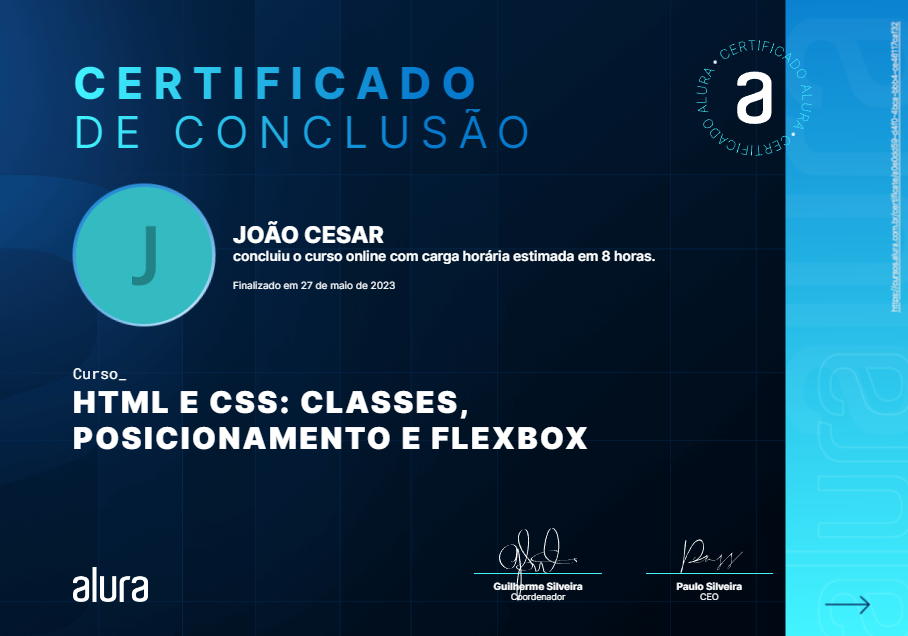 CERTIFICADO
DE CONCLUSÃO
CERTIFICADO ALURA • CERTIFICADO ALURA •
a
J
JOÃO CESAR
concluiu o curso online com carga horária estimada em 8 horas.
Finalizado em 27 de maio de 2023
Curso_
HTML E CSS: CLASSES,
POSICIONAMENTO E FLEXBOX
alura
Guilherme Silveira
Coordenador
Paulo Silveira
CEO
alura